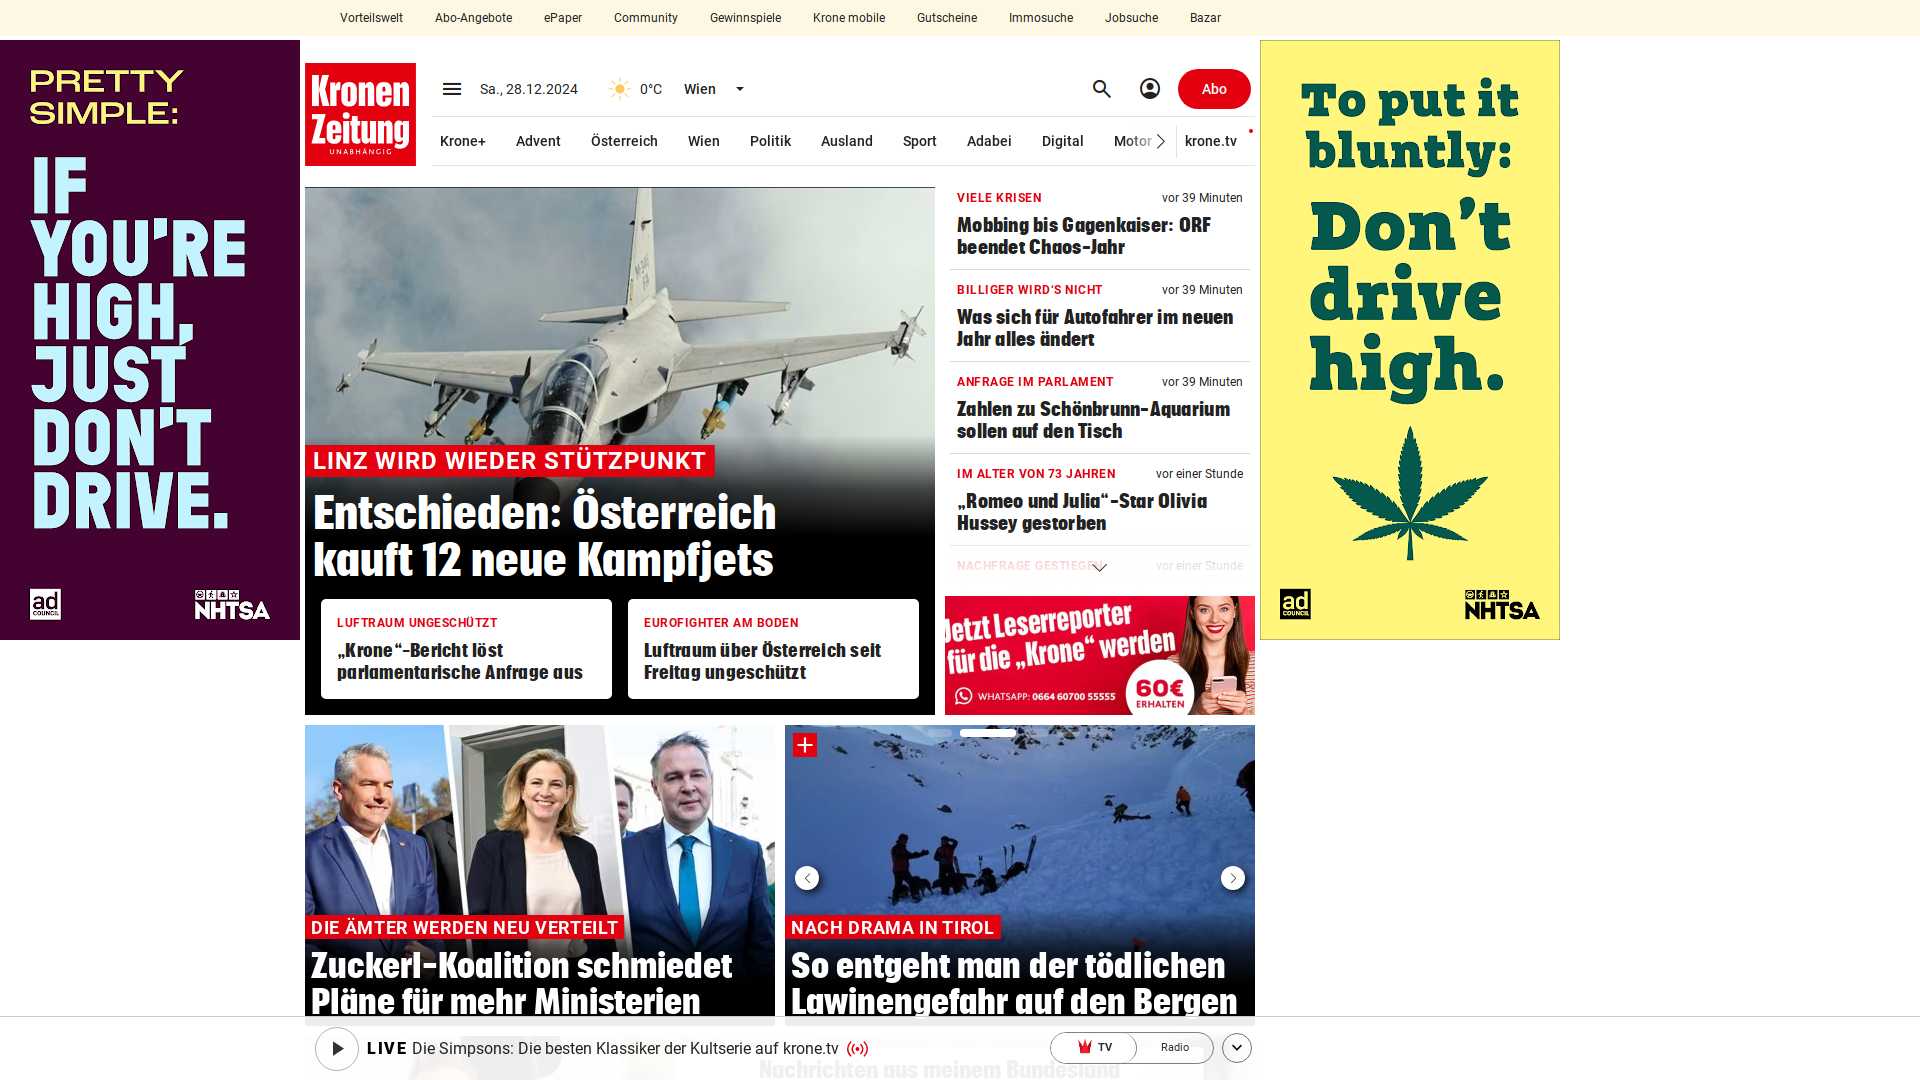 Vorteilswelt Abo-Angebote ePaper Community Gewinnspiele Krone mobile Gutscheine Immosuche Jobsuche Bazar
PRETTY
SIMPLE:
IF
YOU'RE
HIGH,
JUST
DON'T
DRIVE.
ad
COUNCIL
NHTSA
Kronen
Zeitung
UNABHÄNGIG
Sa., 28.12.2024 0°C Wien
Abo
Krone+ Advent Österreich Wien Politik Ausland Sport Adabei Digital Motor krone.tv
LINZ WIRD WIEDER STÜTZPUNKT
Entschieden: Österreich
kauft 12 neue Kampfjets
LUFTRAUM UNGESCHÜTZT
„Krone“-Bericht löst
parlamentarische Anfrage aus
EUROFIGHTER AM BODEN
Luftraum über Österreich seit
Freitag ungeschützt
VIELE KRISEN vor 39 Minuten
Mobbing bis Gagenkaiser: ORF
beendet Chaos-Jahr
BILLIGER WIRD'S NICHT vor 39 Minuten
Was sich für Autofahrer im neuen
Jahr alles ändert
ANFRAGE IM PARLAMENT vor 39 Minuten
Zahlen zu Schönbrunn-Aquarium
sollen auf den Tisch
IM ALTER VON 73 JAHREN vor einer Stunde
„Romeo und Julia“-Star Olivia
Hussey gestorben
NACHFRAGE GESTIEGEN vor einer Stunde
Jetzt Leserreporter
für die „Krone“ werden
WHATSAPP: 0664 60700 55555
60€
ERHALTEN
To put it
bluntly:
Don't
drive
high.
ad
COUNCIL
NHTSA
DIE ÄMTER WERDEN NEU VERTEILT
Zuckerl-Koalition schmiedet
Pläne für mehr Ministerien
NACH DRAMA IN TIROL
So entgeht man der tödlichen
Lawinengefahr auf den Bergen
LIVE Die Simpsons: Die besten Klassiker der Kultserie auf krone.tv
TV Radio
Nachrichten aus meinem Bundesland